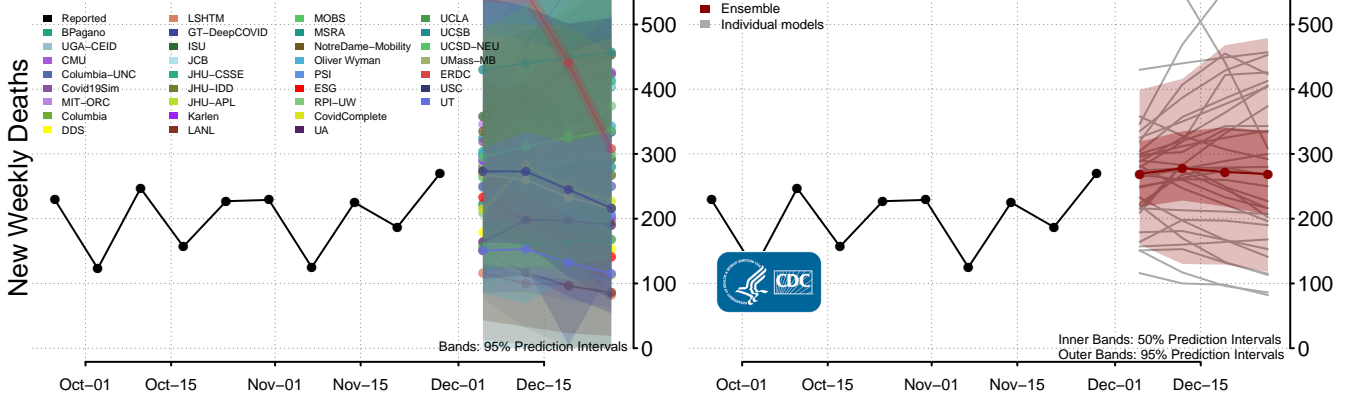 New Weekly Deaths
Reported
BPagano
UGA−CEID
CMU
Columbia−UNC
Covid19Sim
MIT−ORC
Columbia
DDS
LSHTM
GT−DeepCOVID
ISU
JCB
JHU−CSSE
JHU−IDD
JHU−APL
Karlen
LANL
MOBS
MSRA
NotreDame−Mobility
Oliver Wyman
PSI
ESG
RPI−UW
CovidComplete
UA
UCLA
UCSB
UCSD−NEU
UMass−MB
ERDC
USC
UT
500
400
300
200
100
0
Bands: 95% Prediction Intervals
Oct−01 Oct−15 Nov−01 Nov−15 Dec−01 Dec−15
Ensemble
Individual models
500
400
300
200
100
0
CDC
Inner Bands: 50% Prediction Intervals
Outer Bands: 95% Prediction Intervals
Oct−01 Oct−15 Nov−01 Nov−15 Dec−01 Dec−15